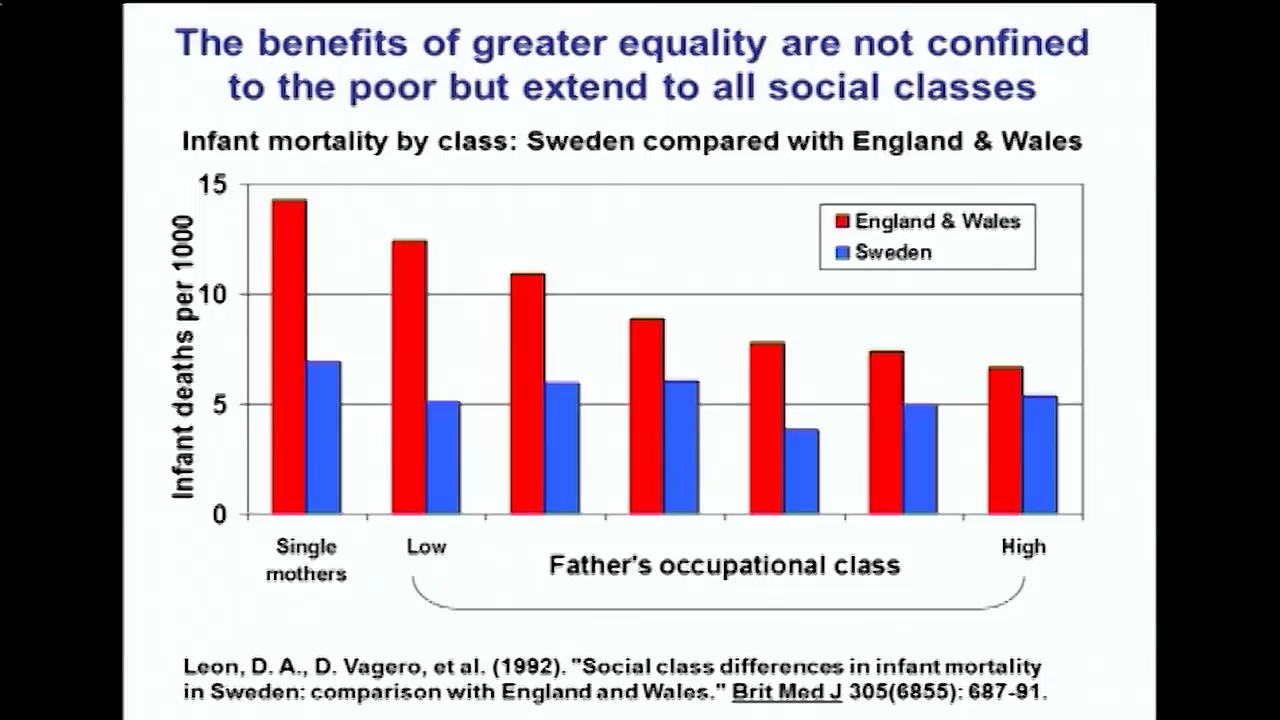 The benefits of greater equality are not confined
to the poor but extend to all social classes
Infant mortality by class: Sweden compared with England & Wales
Infant deaths per 1000
15
10
5
0
England & Wales
Sweden
Single
mothers
Low
Father's occupational class
High
Leon, D. A., D. Vagero, et al. (1992). "Social class differences in infant mortality
in Sweden: comparison with England and Wales." Brit Med J 305(6855): 687-91.